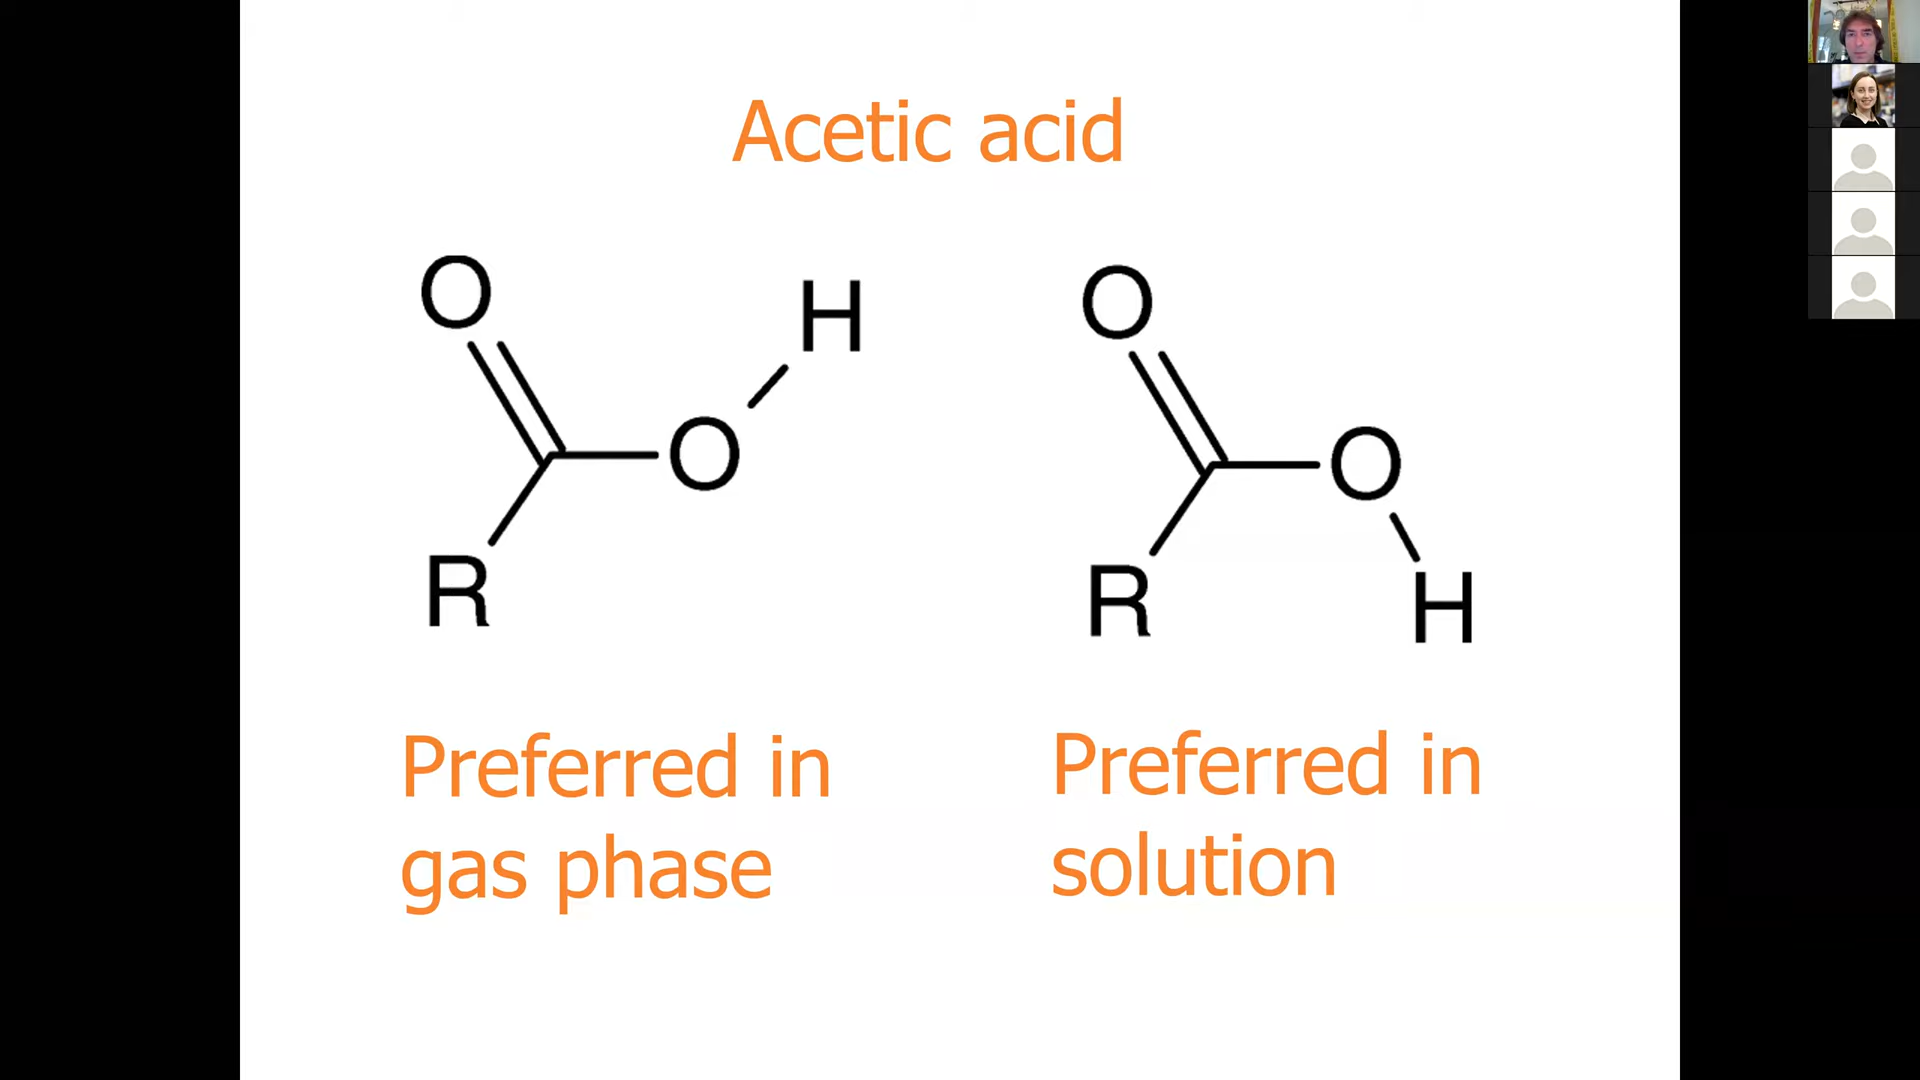 Acetic acid
O
H
O
R
O
O
R
H
Preferred in
gas phase
Preferred in
solution